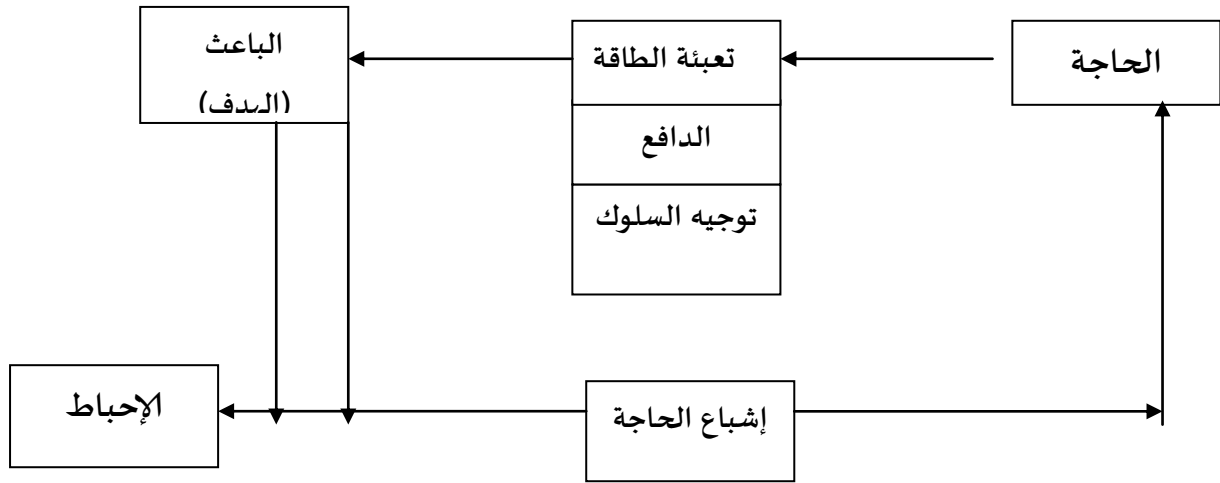 الحاجة
تعبئة الطاقة
الدافع
توجيه السلوك
الباعث
(الهدف)
إشباع الحاجة
الإحباط